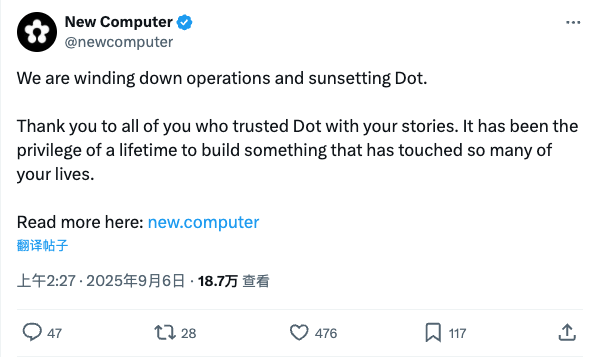 New Computer
@newcomputer
We are winding down operations and sunsetting Dot.
Thank you to all of you who trusted Dot with your stories. It has been the
privilege of a lifetime to build something that has touched so many of
your lives.
Read more here: new.computer
翻译帖子
上午2:27 · 2025年9月6日 · 18.7万 查看
47 28 476 117